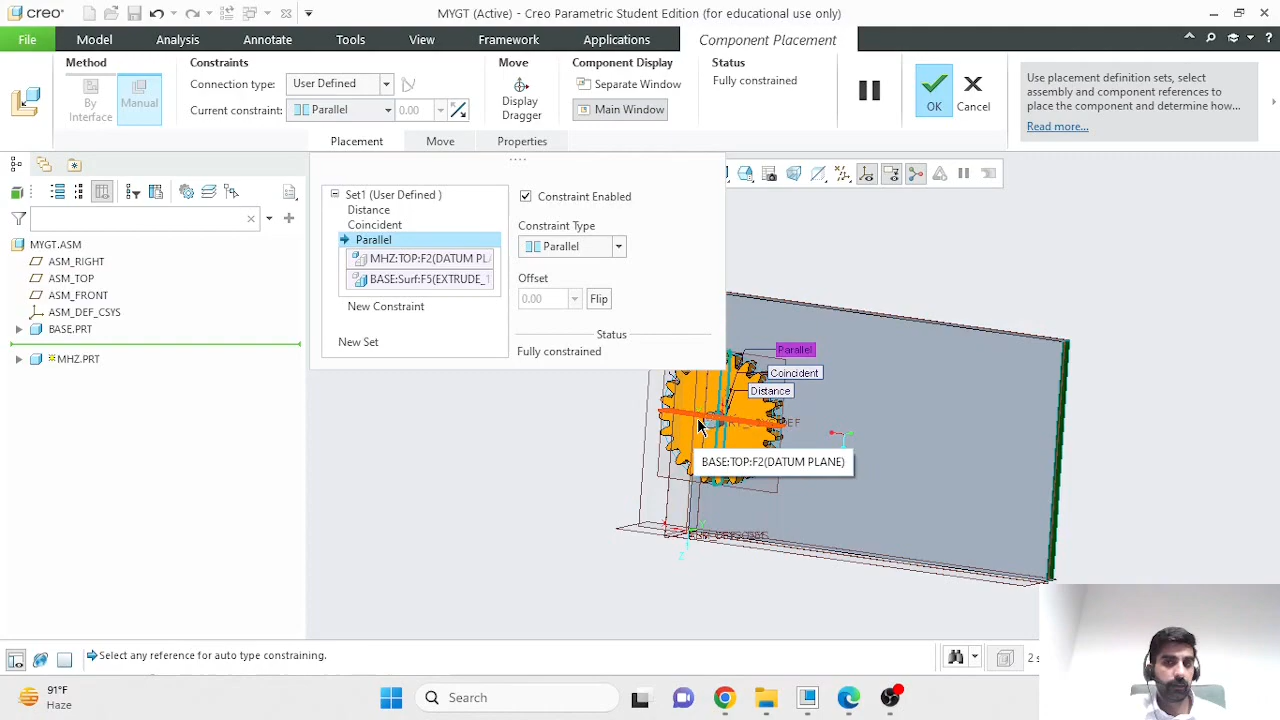 creo
MYGT (Active) - Creo Parametric Student Edition (for educational use only)
File
Model
Analysis
Annotate
Tools
View
Framework
Applications
Component Placement
Method
Constraints
Move
Component Display
Status
By Interface
Manual
Connection type:
User Defined
Current constraint:
Parallel
0.00
Display Dragger
Separate Window
Main Window
Fully constrained
OK
Cancel
Use placement definition sets, select
assembly and component references to
place the component and determine how...
Read more...
Placement
Move
Properties
Set1 (User Defined )
Distance
Coincident
Parallel
MHZ:TOP:F2(DATUM PL
BASE:Surf:F5(EXTRUDE_
New Constraint
New Set
Constraint Enabled
Constraint Type
Parallel
Offset
0.00
Flip
Status
Fully constrained
MYGT.ASM
ASM_RIGHT
ASM_TOP
ASM_FRONT
ASM_DEF_CSYS
BASE.PRT
MHZ.PRT
Parallel
Coincident
Distance
BASE:TOP:F2(DATUM PLANE)
Z
Select any reference for auto type constraining.
2 s
91°F
Haze
Search